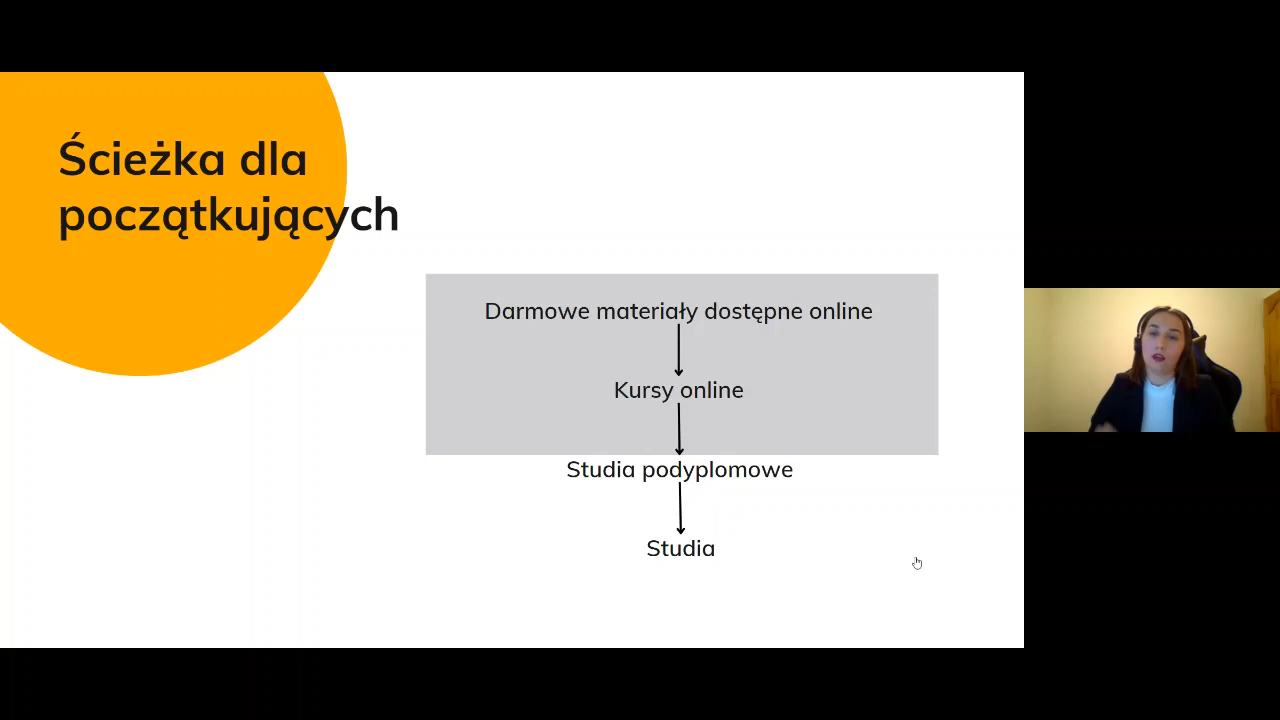 Ścieżka dla
początkujących
Darmowe materiały dostępne online
Kursy online
Studia podyplomowe
Studia